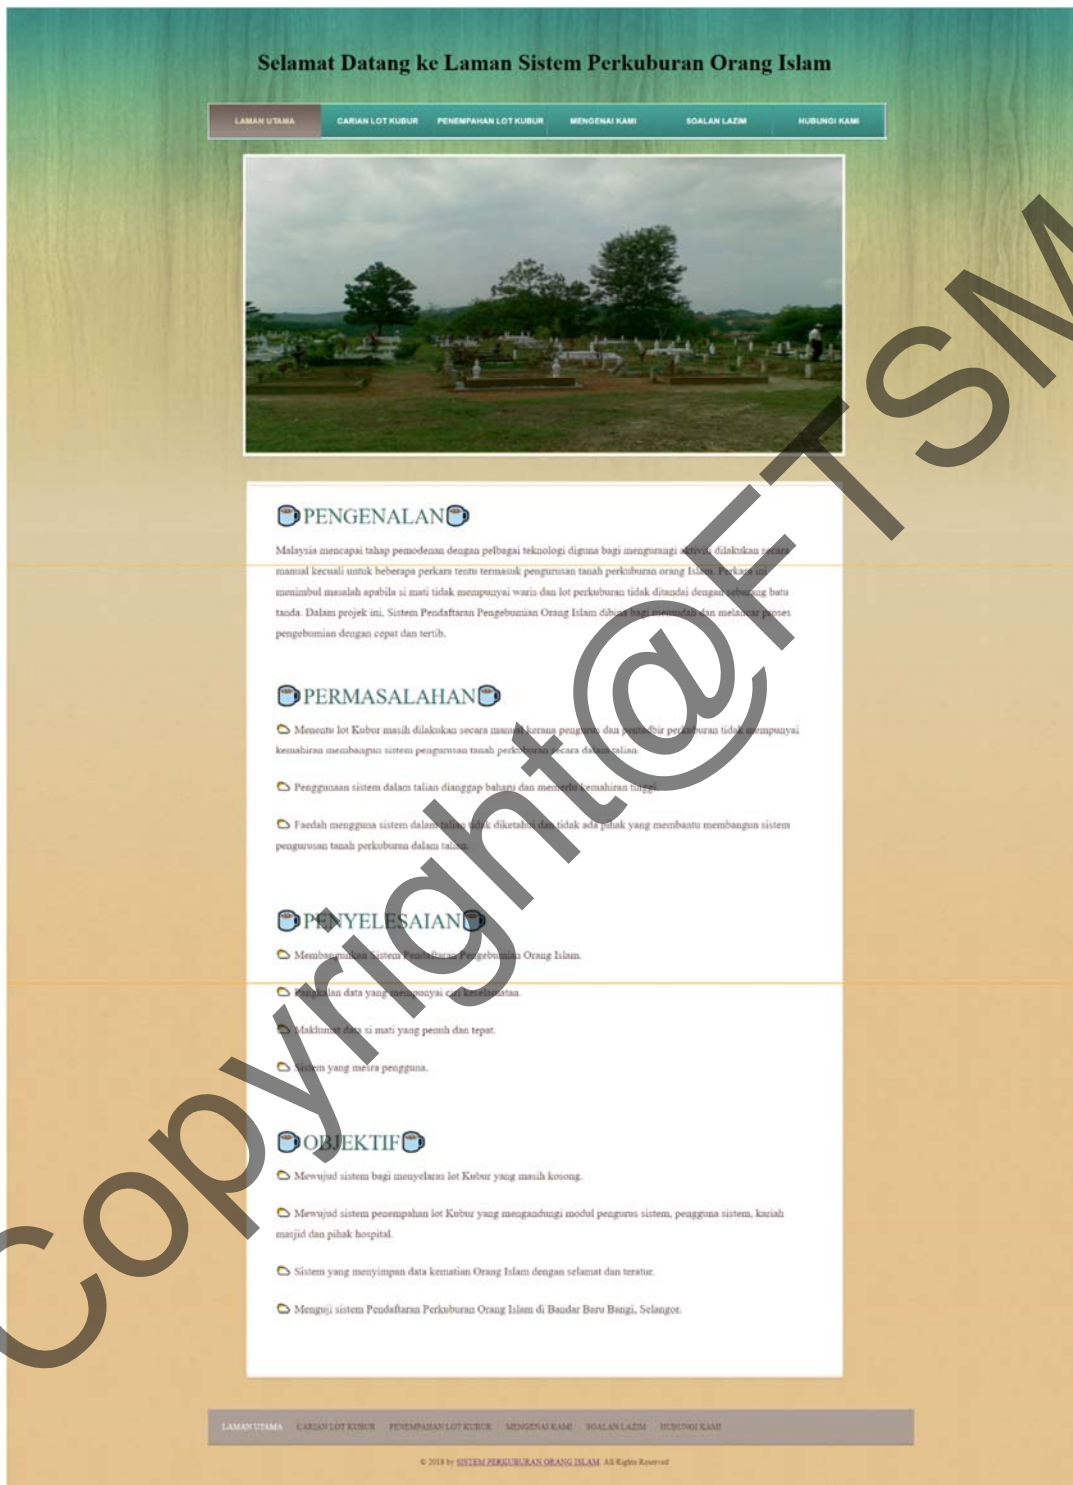 Selamat Datang ke Laman Sistem Perkuburan Orang Islam
LAMAN UTAMA CARIAN LOT KUBUR PENEMPAHAN LOT KUBUR MENGENAI KAMI SOALAN LAZIM HUBUNGI KAMI
PENGENALAN
Malaysia mencapai tahap pemodenan dengan pelbagai teknologi diguna bagi mengurangi aktiviti dilakukan secara
manual kecuali untuk beberapa perkara tentu termasuk pengurusan tanah perkuburan orang Islam. Perkara ini
menimbul masalah apabila si mati tidak mempunyai waris dan lot perkuburan tidak ditandai dengan sebarang batu
tanda. Dalam projek ini, Sistem Pendaftaran Pengebumian Orang Islam dibina bagi memudah dan melancar proses
pengebumian dengan cepat dan tertib.
PERMASALAHAN
Menentu lot Kubur masih dilakukan secara manual kerana pengurus dan pentadbir perkuburan tidak mempunyai
kemahiran membangun sistem pengurusan tanah perkuburan secara dalam talian.
Penggunaan sistem dalam talian dianggap baharu dan memerlu kemahiran tinggi.
Faedah mengguna sistem dalam talian tidak diketahui dan tidak ada pihak yang membantu membangun sistem
pengurusan tanah perkuburan dalam talian.
PENYELESAIAN
Membangunkan Sistem Pendaftaran Pengebumian Orang Islam.
Pangkalan data yang mempunyai ciri keselamatan.
Maklumat data si mati yang penuh dan tepat.
Sistem yang mesra pengguna.
OBJEKTIF
Mewujud sistem bagi menyelaras lot Kubur yang masih kosong.
Mewujud sistem penempahan lot Kubur yang mengandungi modul pengurus sistem, pengguna sistem, kariah
masjid dan pihak hospital.
Sistem yang menyimpan data kematian Orang Islam dengan selamat dan teratur.
Menguji sistem Pendaftaran Perkuburan Orang Islam di Bandar Baru Bangi, Selangor.
LAMAN UTAMA CARIAN LOT KUBUR PENEMPAHAN LOT KUBUR MENGENAI KAMI SOALAN LAZIM HUBUNGI KAMI
© 2018 by SISTEM PERKUBURAN ORANG ISLAM. All Rights Reserved
Copyright@FTSM